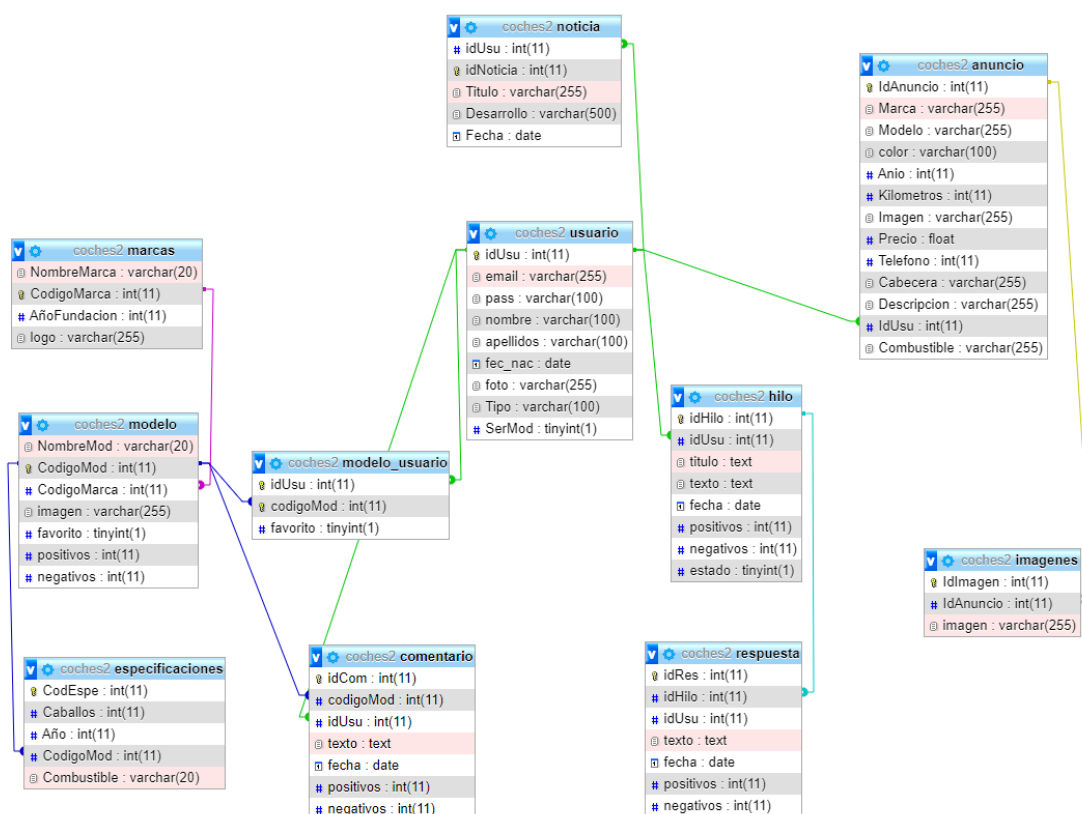 coches2 noticia
idUsu : int(11)
idNoticia : int(11)
Titulo : varchar(255)
Desarrollo : varchar(500)
Fecha : date
coches2 anuncio
IdAnuncio : int(11)
Marca : varchar(255)
Modelo : varchar(255)
color : varchar(100)
Anio : int(11)
Kilometros : int(11)
Imagen : varchar(255)
Precio : float
Telefono : int(11)
Cabecera : varchar(255)
Descripcion : varchar(255)
IdUsu : int(11)
Combustible : varchar(255)
coches2 usuario
idUsu : int(11)
email : varchar(255)
pass : varchar(100)
nombre : varchar(100)
apellidos : varchar(100)
fec_nac : date
foto : varchar(255)
Tipo : varchar(100)
SerMod : tinyint(1)
coches2 marcas
NombreMarca : varchar(20)
CodigoMarca : int(11)
AñoFundacion : int(11)
logo : varchar(255)
coches2 modelo
NombreMod : varchar(20)
CodigoMod : int(11)
CodigoMarca : int(11)
imagen : varchar(255)
favorito : tinyint(1)
positivos : int(11)
negativos : int(11)
coches2 modelo_usuario
idUsu : int(11)
codigoMod : int(11)
favorito : tinyint(1)
coches2 hilo
idHilo : int(11)
idUsu : int(11)
titulo : text
texto : text
fecha : date
positivos : int(11)
negativos : int(11)
estado : tinyint(1)
coches2 imagenes
IdImagen : int(11)
IdAnuncio : int(11)
imagen : varchar(255)
coches2 especificaciones
CodEspe : int(11)
Caballos : int(11)
Año : int(11)
CodigoMod : int(11)
Combustible : varchar(20)
coches2 comentario
idCom : int(11)
codigoMod : int(11)
idUsu : int(11)
texto : text
fecha : date
positivos : int(11)
negativos : int(11)
coches2 respuesta
idRes : int(11)
idHilo : int(11)
idUsu : int(11)
texto : text
fecha : date
positivos : int(11)
negativos : int(11)